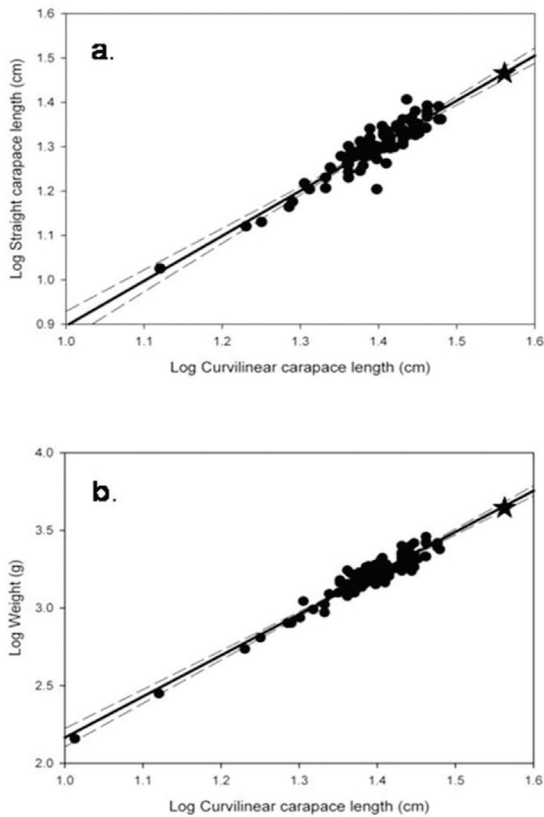 a.
1.6
1.5
1.4
1.3
1.2
1.1
1.0
0.9
Log Straight carapace length (cm)
1.0 1.1 1.2 1.3 1.4 1.5 1.6
Log Curvilinear carapace length (cm)
b.
4.0
3.5
3.0
2.5
2.0
Log Weight (g)
1.0 1.1 1.2 1.3 1.4 1.5 1.6
Log Curvilinear carapace length (cm)